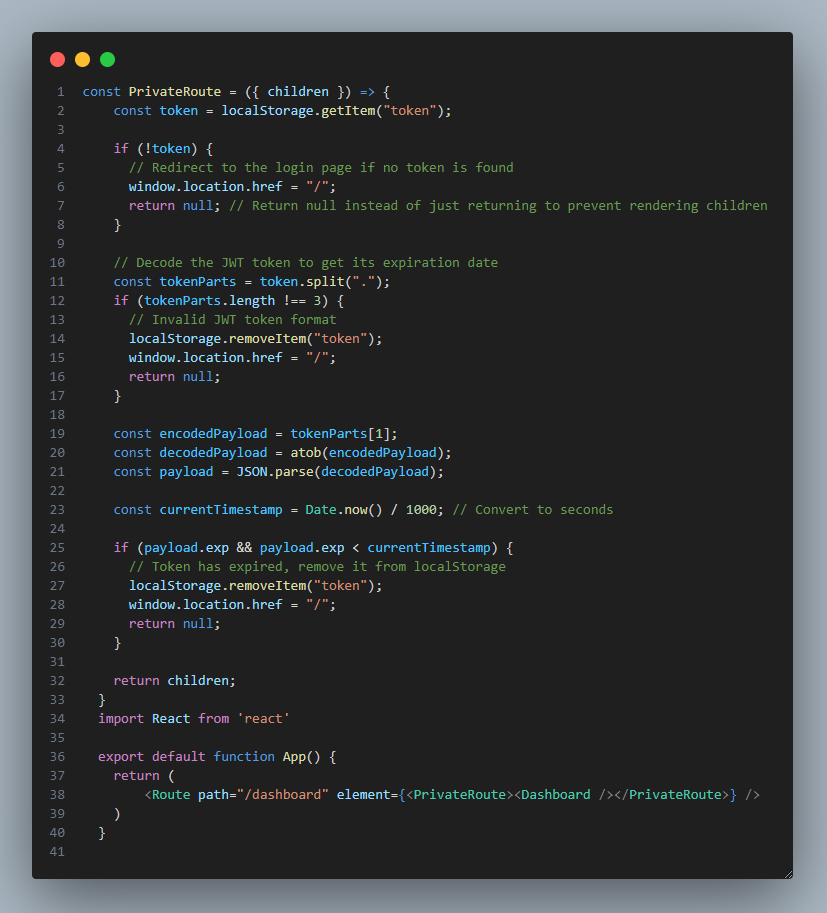 1 const PrivateRoute = ({ children }) => {
2 const token = localStorage.getItem("token");
3
4 if (!token) {
5 // Redirect to the login page if no token is found
6 window.location.href = "/";
7 return null; // Return null instead of just returning to prevent rendering children
8 }
9
10 // Decode the JWT token to get its expiration date
11 const tokenParts = token.split(".");
12 if (tokenParts.length !== 3) {
13 // Invalid JWT token format
14 localStorage.removeItem("token");
15 window.location.href = "/";
16 return null;
17 }
18
19 const encodedPayload = tokenParts[1];
20 const decodedPayload = atob(encodedPayload);
21 const payload = JSON.parse(decodedPayload);
22
23 const currentTimestamp = Date.now() / 1000; // Convert to seconds
24
25 if (payload.exp && payload.exp < currentTimestamp) {
26 // Token has expired, remove it from localStorage
27 localStorage.removeItem("token");
28 window.location.href = "/";
29 return null;
30 }
31
32 return children;
33 }
34 import React from 'react'
35
36 export default function App() {
37 return (
38 <Route path="/dashboard" element={<PrivateRoute><Dashboard /></PrivateRoute>} />
39 )
40 }
41